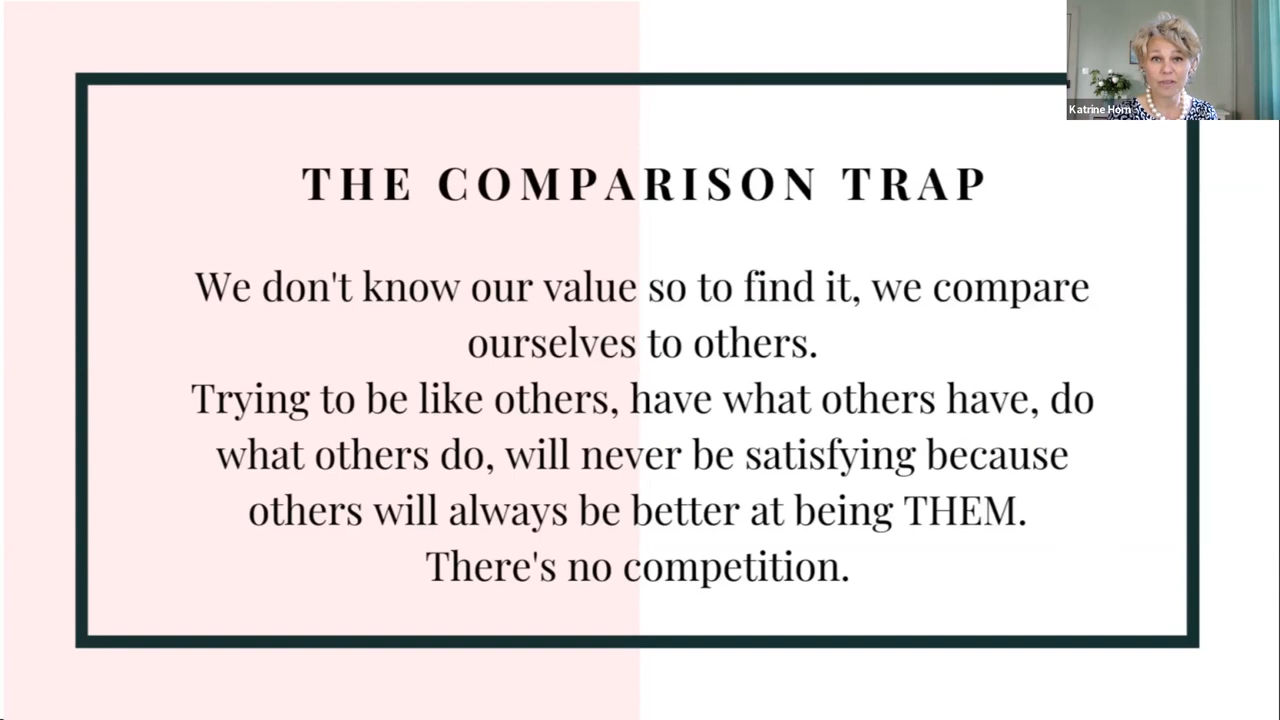 Katrine Horn
THE COMPARISON TRAP
We don't know our value so to find it, we compare
ourselves to others.
Trying to be like others, have what others have, do
what others do, will never be satisfying because
others will always be better at being THEM.
There's no competition.